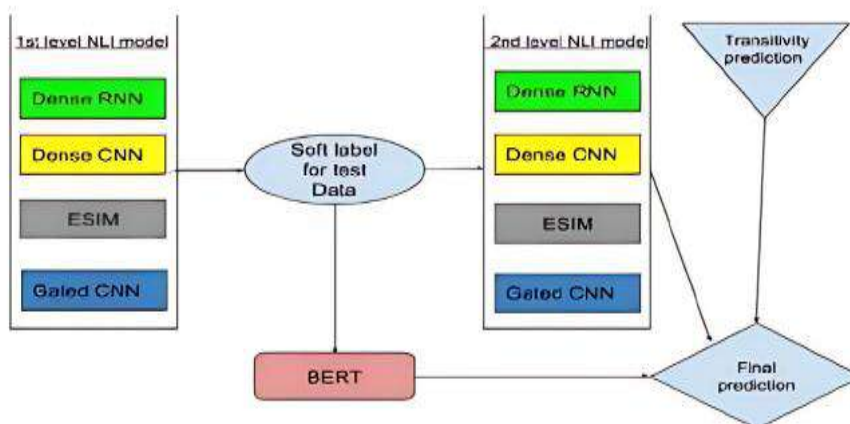 1st level NLI model
Dense RNN
Dense CNN
ESIM
Gated CNN
Soft label
for test
Data
BERT
2nd level NLI model
Dense RNN
Dense CNN
ESIM
Gated CNN
Transitivity
prediction
Final
prediction